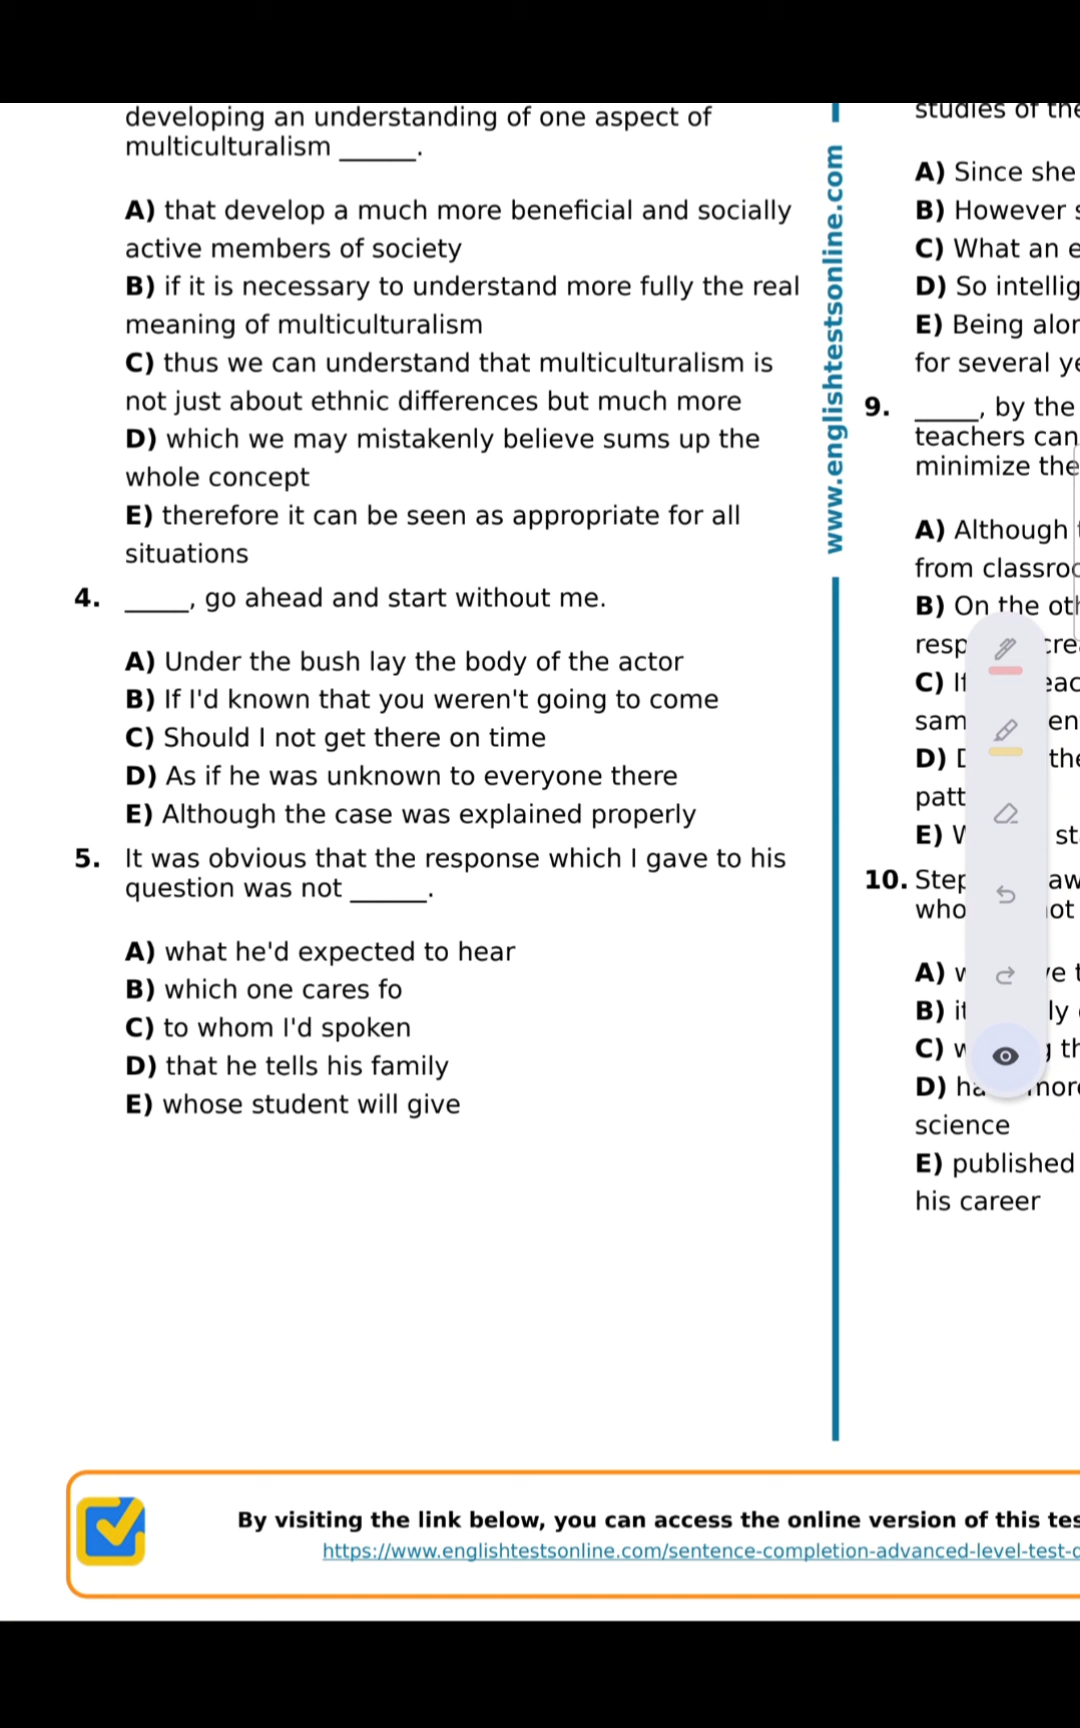 developing an understanding of one aspect of
multiculturalism ______.
A) that develop a much more beneficial and socially
active members of society
B) if it is necessary to understand more fully the real
meaning of multiculturalism
C) thus we can understand that multiculturalism is
not just about ethnic differences but much more
D) which we may mistakenly believe sums up the
whole concept
E) therefore it can be seen as appropriate for all
situations
4. _____, go ahead and start without me.
A) Under the bush lay the body of the actor
B) If I'd known that you weren't going to come
C) Should I not get there on time
D) As if he was unknown to everyone there
E) Although the case was explained properly
5. It was obvious that the response which I gave to his
question was not ______.
A) what he'd expected to hear
B) which one cares fo
C) to whom I'd spoken
D) that he tells his family
E) whose student will give
www.englishtestsonline.com
studies of the
A) Since she
B) However
C) What an
D) So
E) Being
for several
9. _____, by the
teachers can
minimize the
A) Although
from
B) On the
C)
D) the
E)
10.
who
A)
B)
C)
D)
science
E) published
his career
By visiting the link below, you can access the online version of this
https://www.englishtestsonline.com/sentence-completion-advanced-level-test-